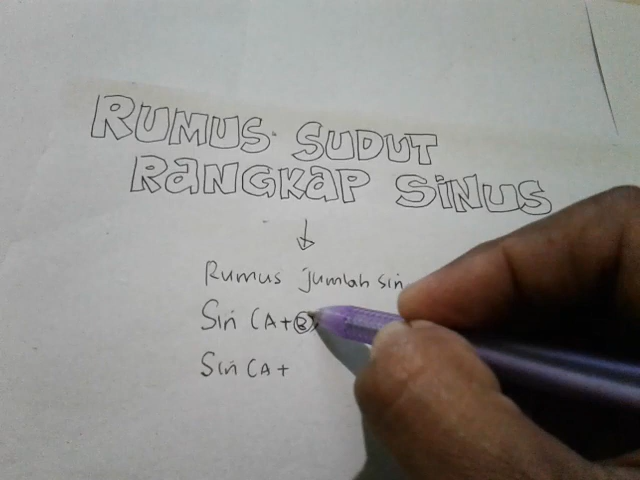 RUMUS SUDUT
RANGKAP SINUS
Rumus jumlah sin
Sin (A+B)
Sin (A+